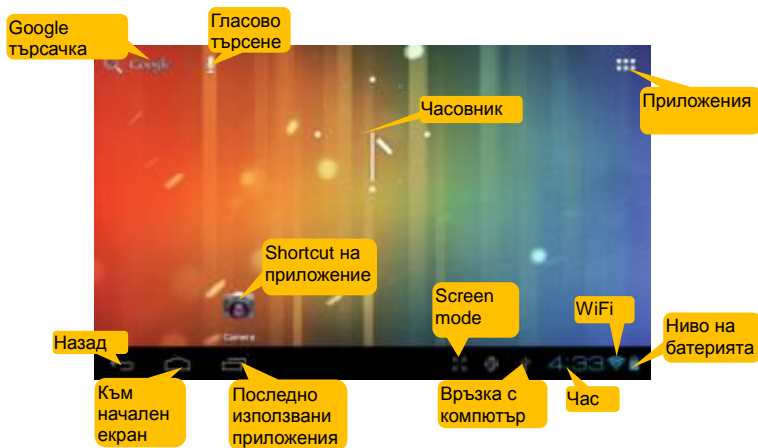 Google
търсачка
Гласово
търсене
Google
Приложения
Часовник
Shortcut на
приложение
Camera
Screen
mode
WiFi
Ниво на
батерията
Назад
4:33
Към
начален
екран
Последно
използвани
приложения
Връзка с
компютър
Час